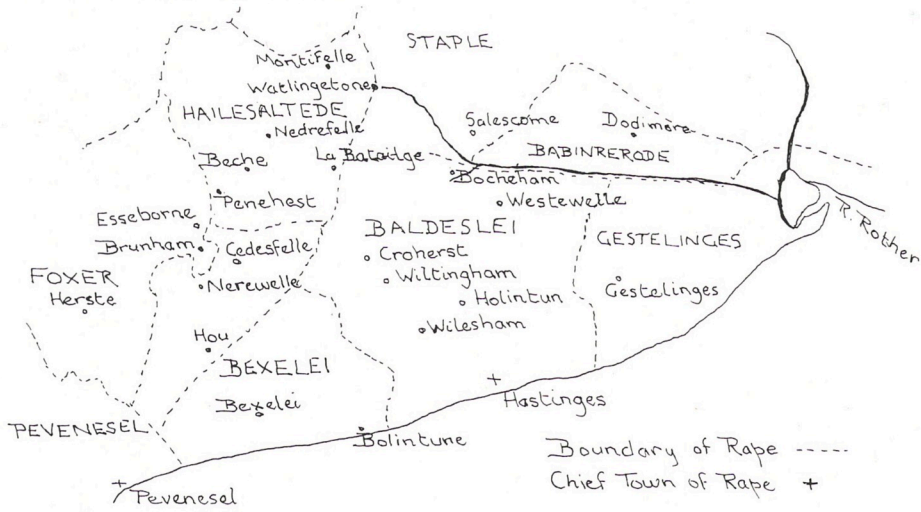 STAPLE
Montifelle
Watlingetone
HAILESALTEDE
Nedrefelle
Salescome
Dodimere
Beche
La Batailge
BABINRERODE
Bocheham
Penehest
Westewelle
Esseborne
Brunham
Cedesfelle
BALDESLEI
GESTELINGES
R. Rother
Croherst
FOXER
Herste
Nerewelle
Wiltingham
Gestelinges
Holintun
Wilesham
Hou
BEXELEI
Bexelei
Hastinges
PEVENESEL
Bolintune
Boundary of Rape ----
Chief Town of Rape +
Pevenesel